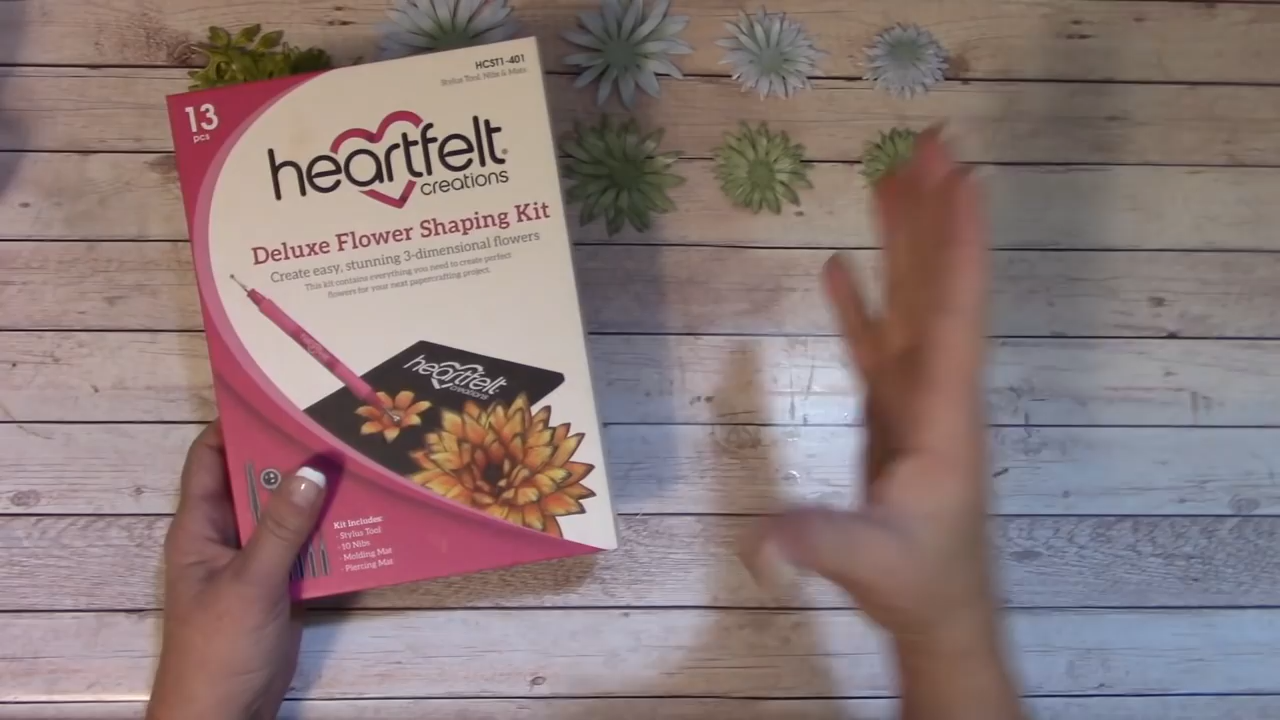 HCST1-401
Stylus Tool, Nibs & Mats
13
pcs
heartfelt
creations
Deluxe Flower Shaping Kit
Create easy, stunning 3-dimensional flowers
This kit contains everything you need to create perfect
flowers for your next papercrafting project.
heartfelt
creations
Kit Includes:
- Stylus Tool
- 10 Nibs
- Molding Mat
- Piercing Mat